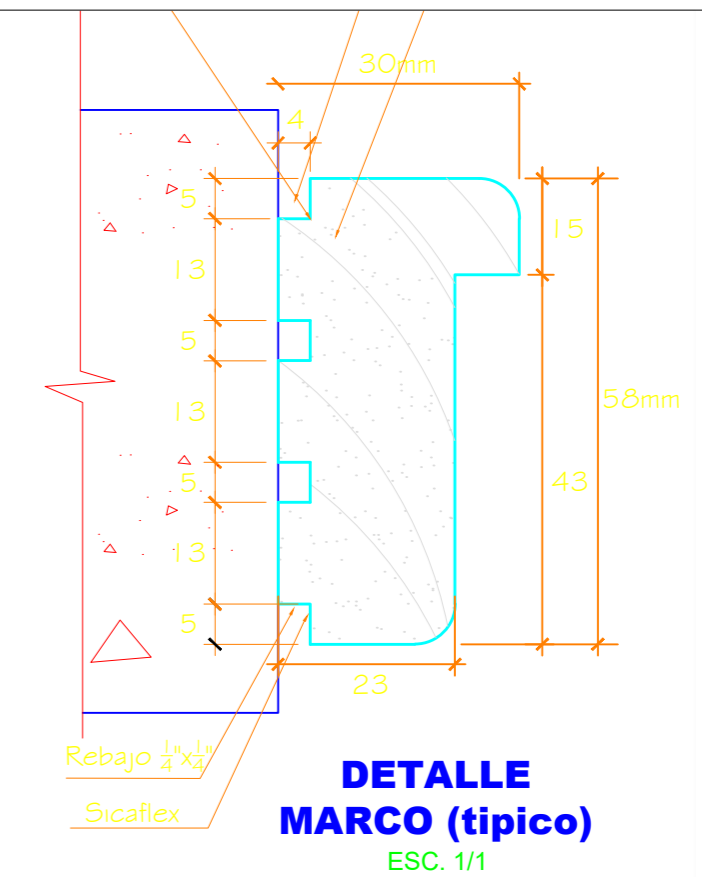 30mm
4
5
15
13
5
58mm
13
43
5
13
5
23
Rebajo 1/4"x1/4"
Sicaflex
DETALLE
MARCO (tipico)
ESC. 1/1